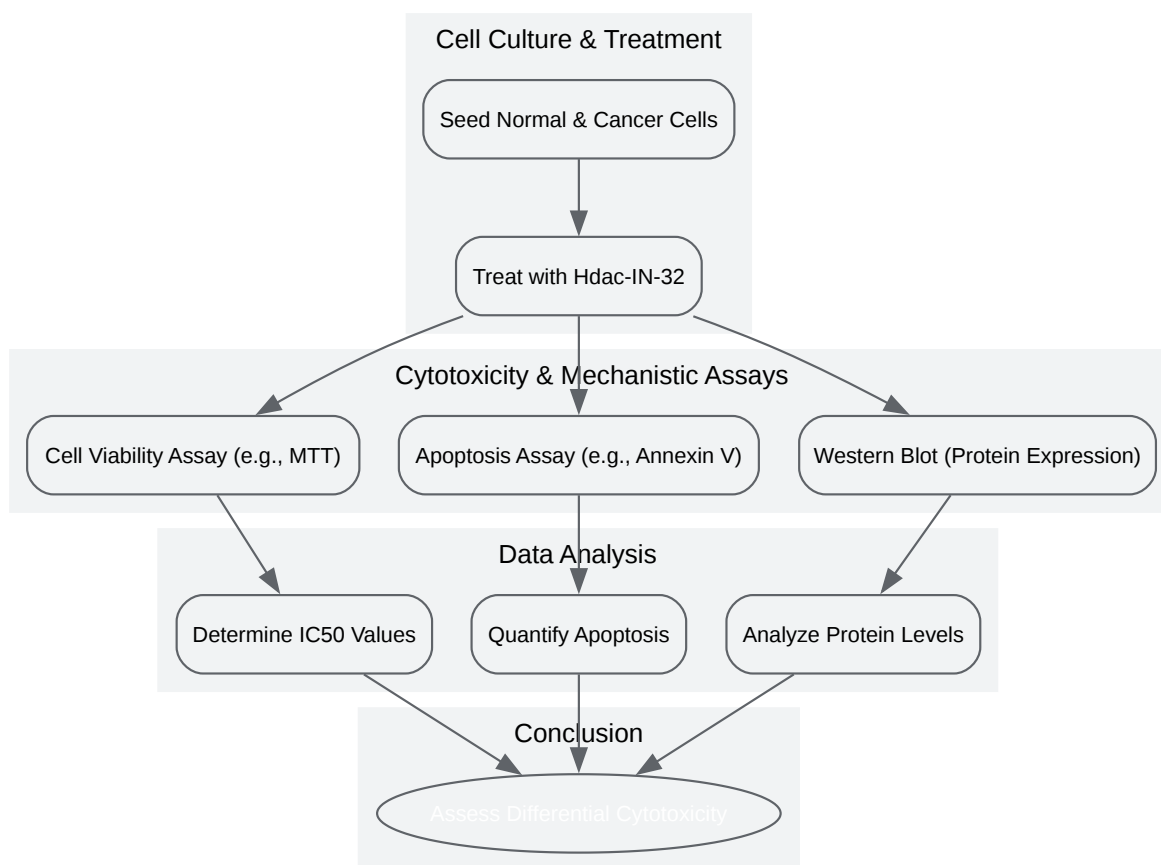 Cell Culture & Treatment
Seed Normal & Cancer Cells
Treat with Hdac-IN-32
Cytotoxicity & Mechanistic Assays
Cell Viability Assay (e.g., MTT)
Apoptosis Assay (e.g., Annexin V)
Western Blot (Protein Expression)
Data Analysis
Determine IC50 Values
Quantify Apoptosis
Analyze Protein Levels
Conclusion
Assess Differential Cytotoxicity